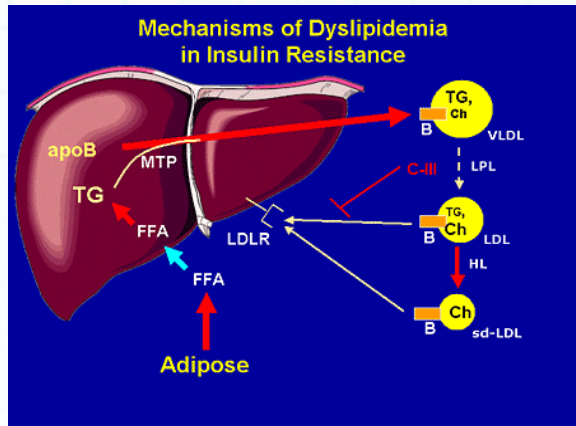 Mechanisms of Dyslipidemia
in Insulin Resistance
TG,
Ch
B
VLDL
apoB
MTP
C-III
LPL
TG
TG,
Ch
FFA
LDLR
B
LDL
HL
FFA
Ch
B
sd-LDL
Adipose